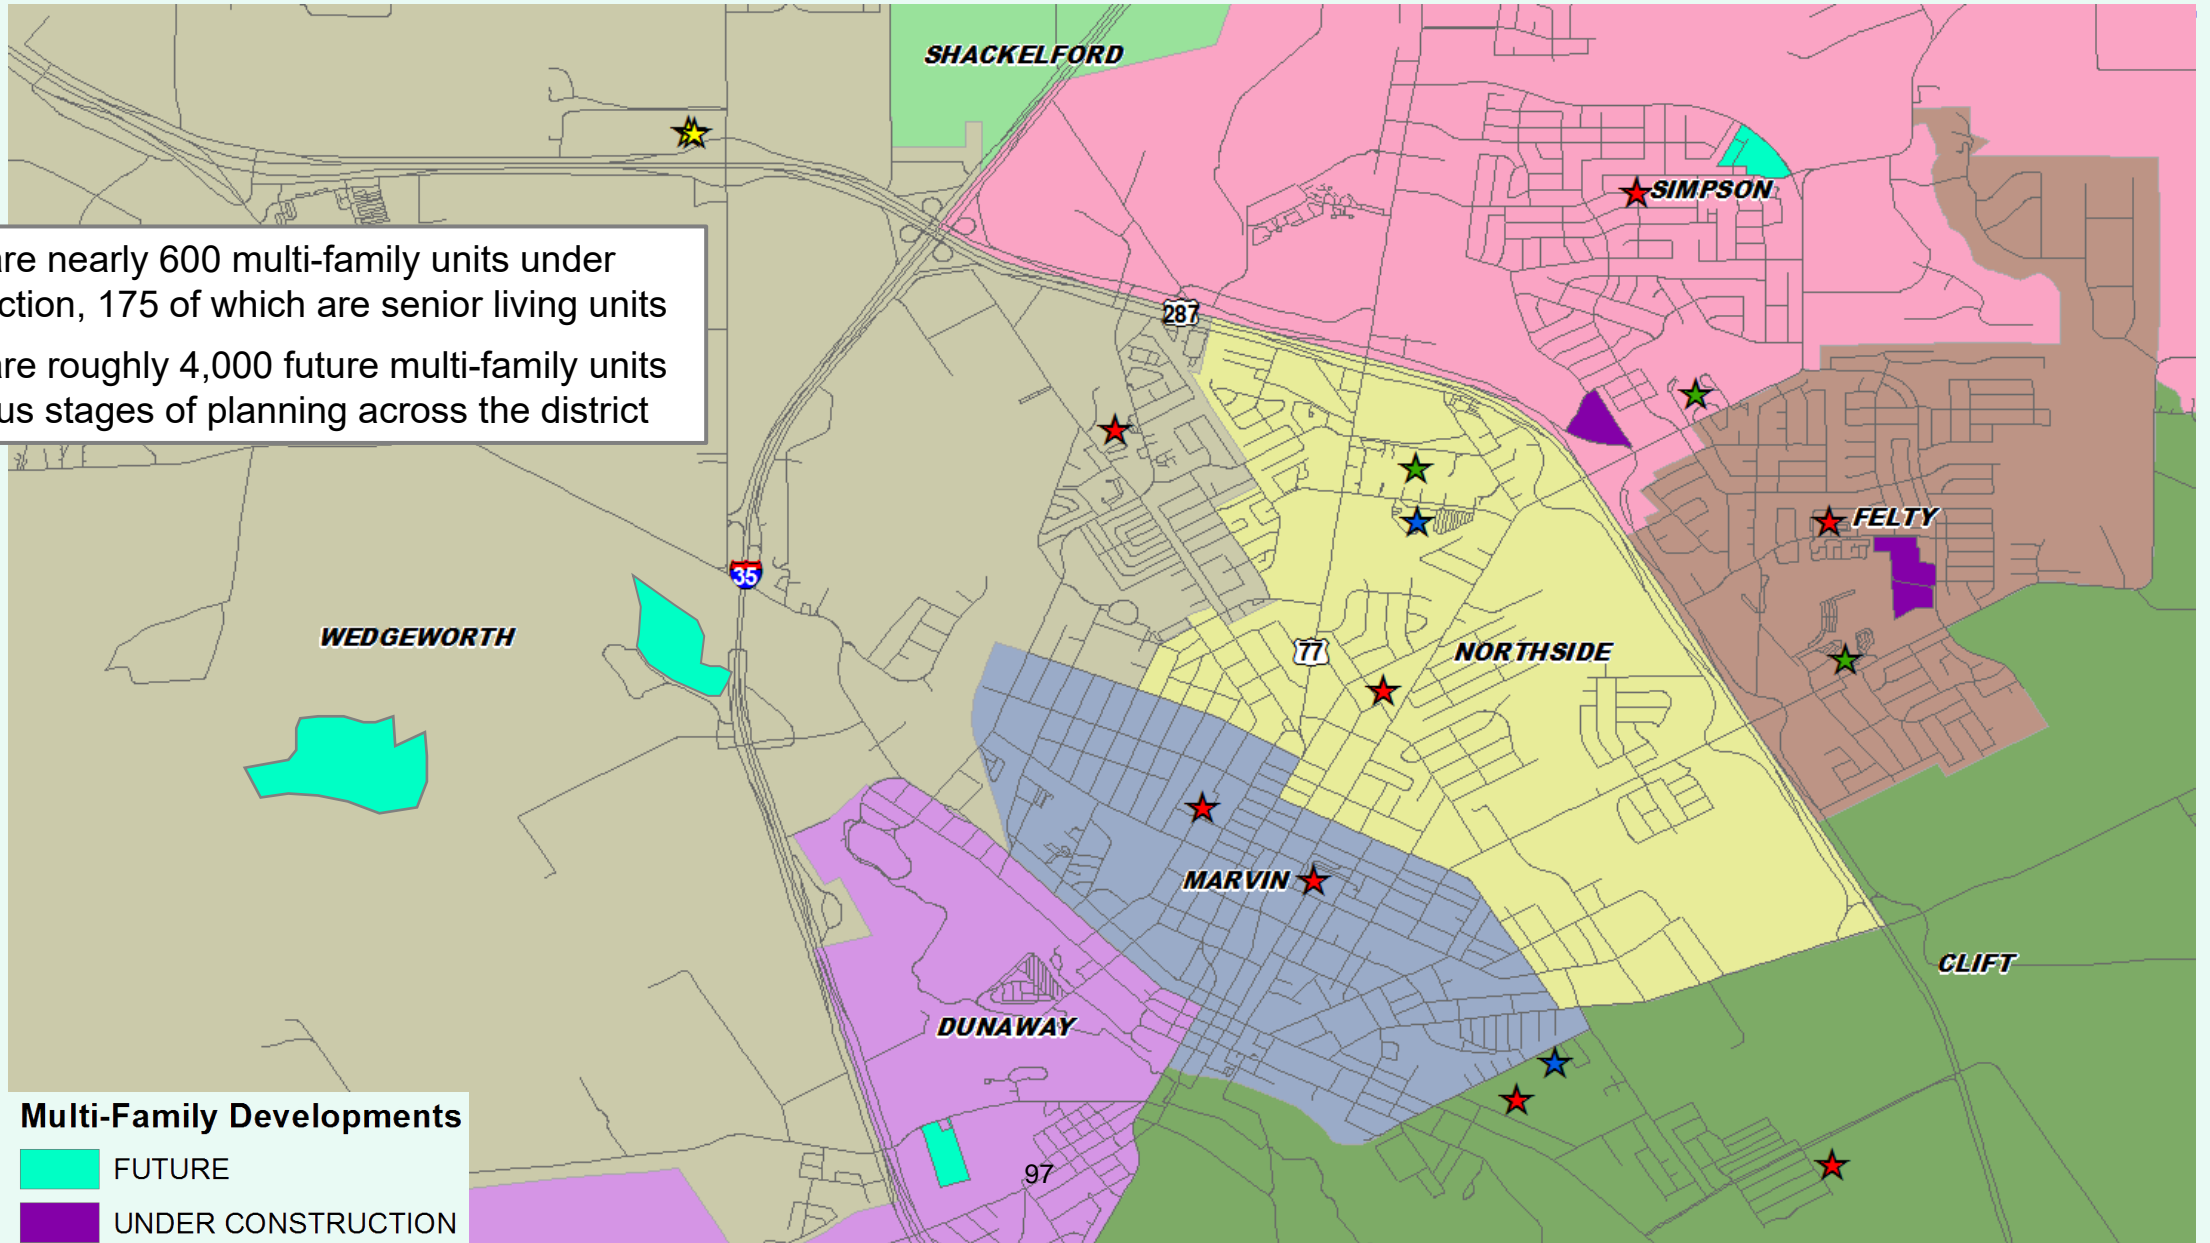 SHACKELFORD
SIMPSON
are nearly 600 multi-family units under
ction, 175 of which are senior living units
are roughly 4,000 future multi-family units
us stages of planning across the district
287
FELTY
35
WEDGEWORTH
77
NORTHSIDE
MARVIN
CLIFT
DUNAWAY
97
Multi-Family Developments
FUTURE
UNDER CONSTRUCTION